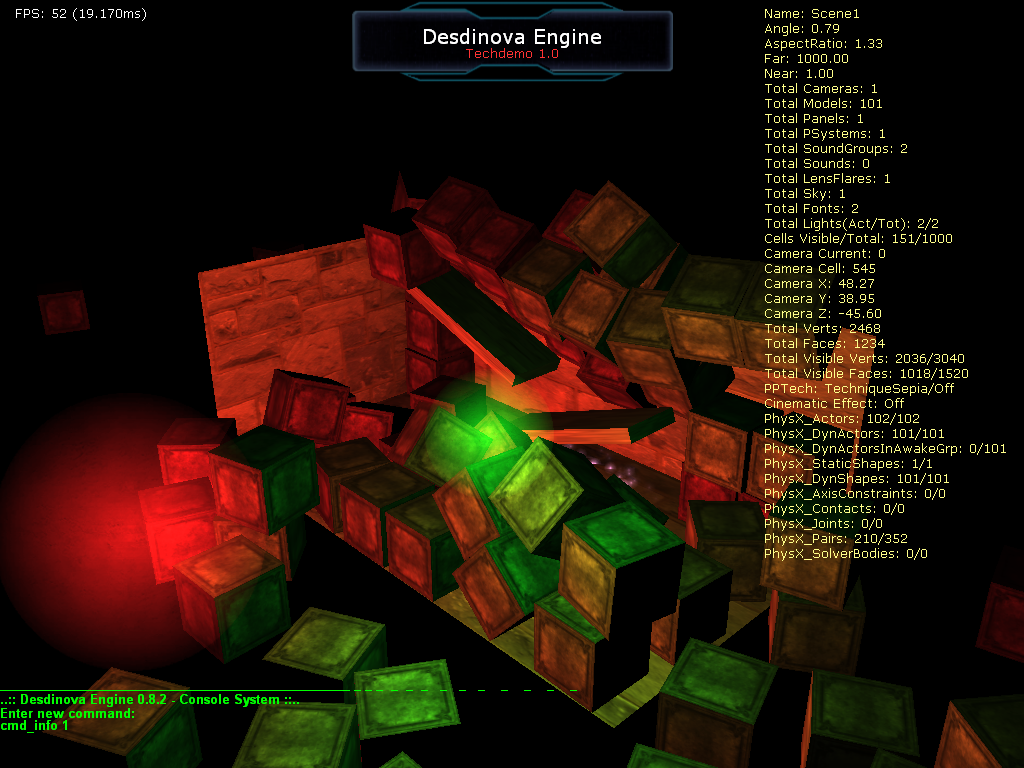 FPS: 52 (19.170ms)
Desdinova Engine
Techdemo 1.0
Name: Scene1
Angle: 0.79
AspectRatio: 1.33
Far: 1000.00
Near: 1.00
Total Cameras: 1
Total Models: 101
Total Panels: 1
Total PSystems: 1
Total SoundGroups: 2
Total Sounds: 0
Total LensFlares: 1
Total Sky: 1
Total Fonts: 2
Total Lights(Act/Tot): 2/2
Cells Visible/Total: 151/1000
Camera Current: 0
Camera Cell: 545
Camera X: 48.27
Camera Y: 38.95
Camera Z: -45.60
Total Verts: 2468
Total Faces: 1234
Total Visible Verts: 2036/3040
Total Visible Faces: 1018/1520
PPTech: TechniqueSepia/Off
Cinematic Effect: Off
PhysX_Actors: 102/102
PhysX_DynActors: 101/101
PhysX_DynActorsInAwakeGrp: 0/101
PhysX_StaticShapes: 1/1
PhysX_DynShapes: 101/101
PhysX_AxisConstraints: 0/0
PhysX_Contacts: 0/0
PhysX_Joints: 0/0
PhysX_Pairs: 210/352
PhysX_SolverBodies: 0/0
..:: Desdinova Engine 0.8.2 - Console System ::..
Enter new command:
cmd_info 1